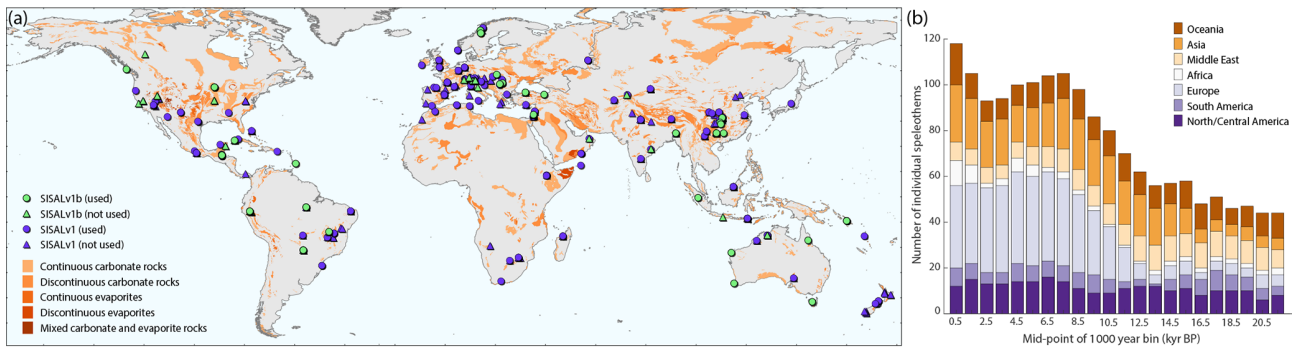 (a)
SISALv1b (used)
SISALv1b (not used)
SISALv1 (used)
SISALv1 (not used)
Continuous carbonate rocks
Discontinuous carbonate rocks
Continuous evaporites
Discontinuous evaporites
Mixed carbonate and evaporite rocks
(b)
Oceania
Asia
Middle East
Africa
Europe
South America
North/Central America
Number of individual speleothems
120
100
80
60
40
20
0
0.5 2.5 4.5 6.5 8.5 10.5 12.5 14.5 16.5 18.5 20.5
Mid-point of 1000 year bin (kyr BP)